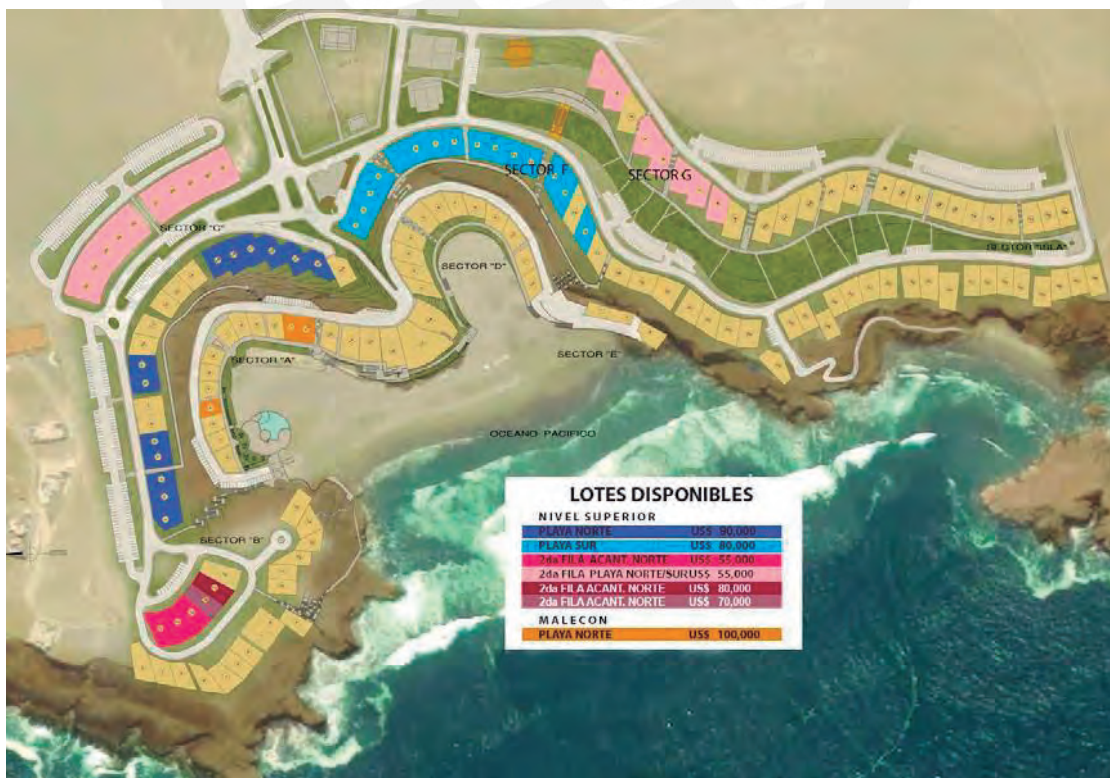 SECTOR F
SECTOR G
SECTOR "C"
SECTOR "ISLA"
SECTOR "D"
SECTOR "A"
SECTOR "E"
OCEANO PACIFICO
SECTOR "B"
LOTES DISPONIBLES
NIVEL SUPERIOR
PLAYA NORTE US$ 90,000
PLAYA SUR US$ 80,000
2da FILA ACANT. NORTE US$ 55,000
2da FILA PLAYA NORTE/SUR US$ 55,000
2da FILA ACANT. NORTE US$ 80,000
2da FILA ACANT. NORTE US$ 70,000
MALECON
PLAYA NORTE US$ 100,000